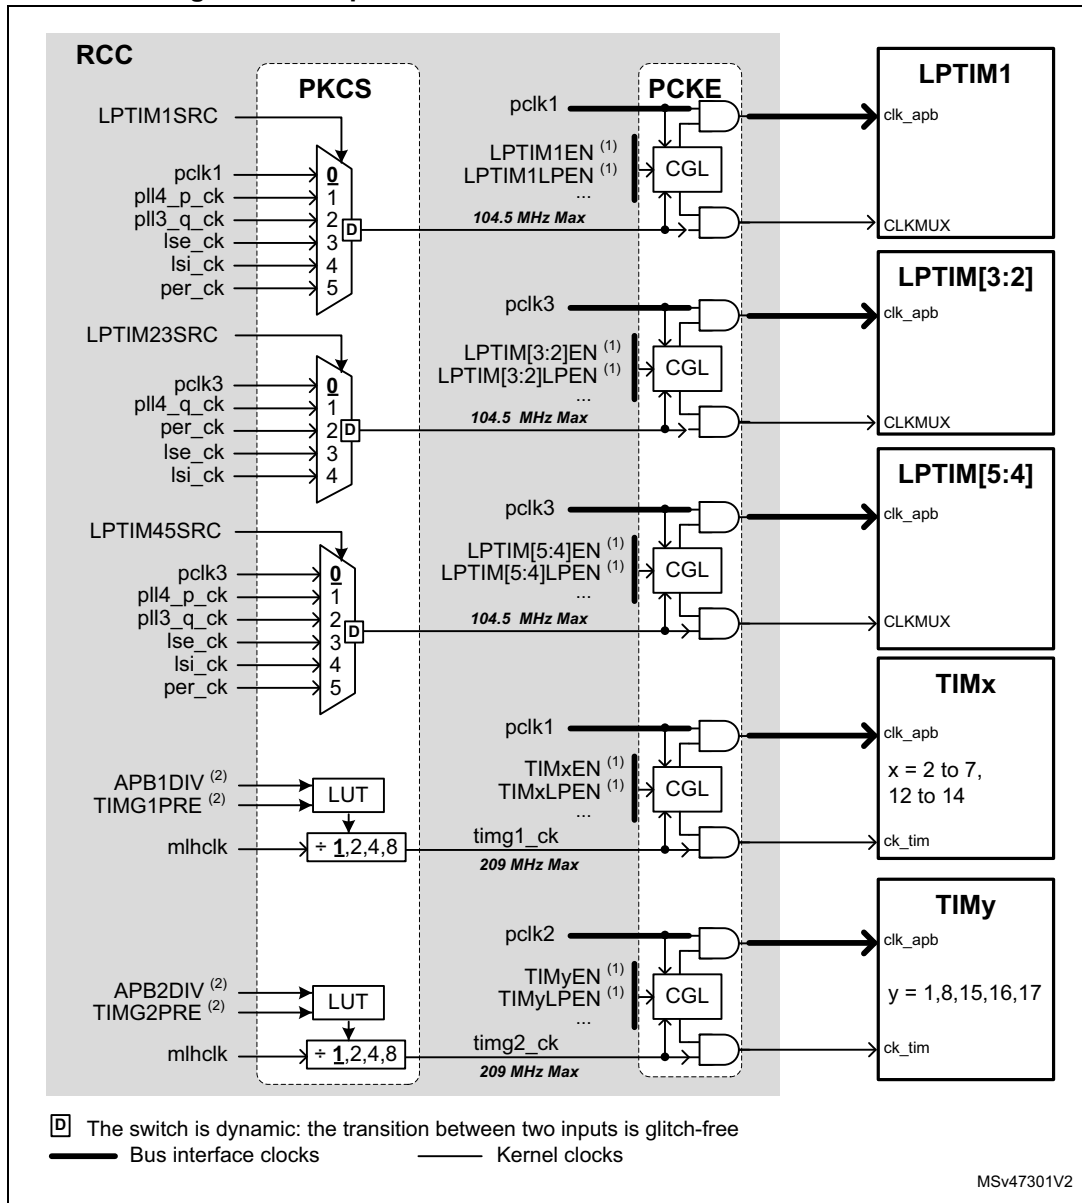 RCC
PKCS
PCKE
LPTIM1
LPTIM1SRC
pclk1
clk_apb
pclk1
0
LPTIM1EN (1)
LPTIM1LPEN (1)
...
CGL
pll4_p_ck
1
pll3_q_ck
2
D
104.5 MHz Max
CLKMUX
lse_ck
3
lsi_ck
4
per_ck
5
LPTIM[3:2]
pclk3
clk_apb
LPTIM23SRC
LPTIM[3:2]EN (1)
LPTIM[3:2]LPEN (1)
...
CGL
pclk3
0
pll4_q_ck
1
per_ck
2
D
104.5 MHz Max
CLKMUX
lse_ck
3
lsi_ck
4
LPTIM[5:4]
pclk3
clk_apb
LPTIM45SRC
LPTIM[5:4]EN (1)
LPTIM[5:4]LPEN (1)
...
CGL
pclk3
0
pll4_p_ck
1
pll3_q_ck
2
D
104.5 MHz Max
CLKMUX
lse_ck
3
lsi_ck
4
per_ck
5
TIMx
pclk1
clk_apb
TIMxEN (1)
TIMxLPEN (1)
...
CGL
x = 2 to 7,
12 to 14
APB1DIV (2)
TIMG1PRE (2)
LUT
mlhclk
÷ 1,2,4,8
timg1_ck
209 MHz Max
ck_tim
TIMy
pclk2
clk_apb
TIMyEN (1)
TIMyLPEN (1)
...
CGL
y = 1,8,15,16,17
APB2DIV (2)
TIMG2PRE (2)
LUT
mlhclk
÷ 1,2,4,8
timg2_ck
209 MHz Max
ck_tim
D The switch is dynamic: the transition between two inputs is glitch-free
Bus interface clocks
Kernel clocks
MSv47301V2